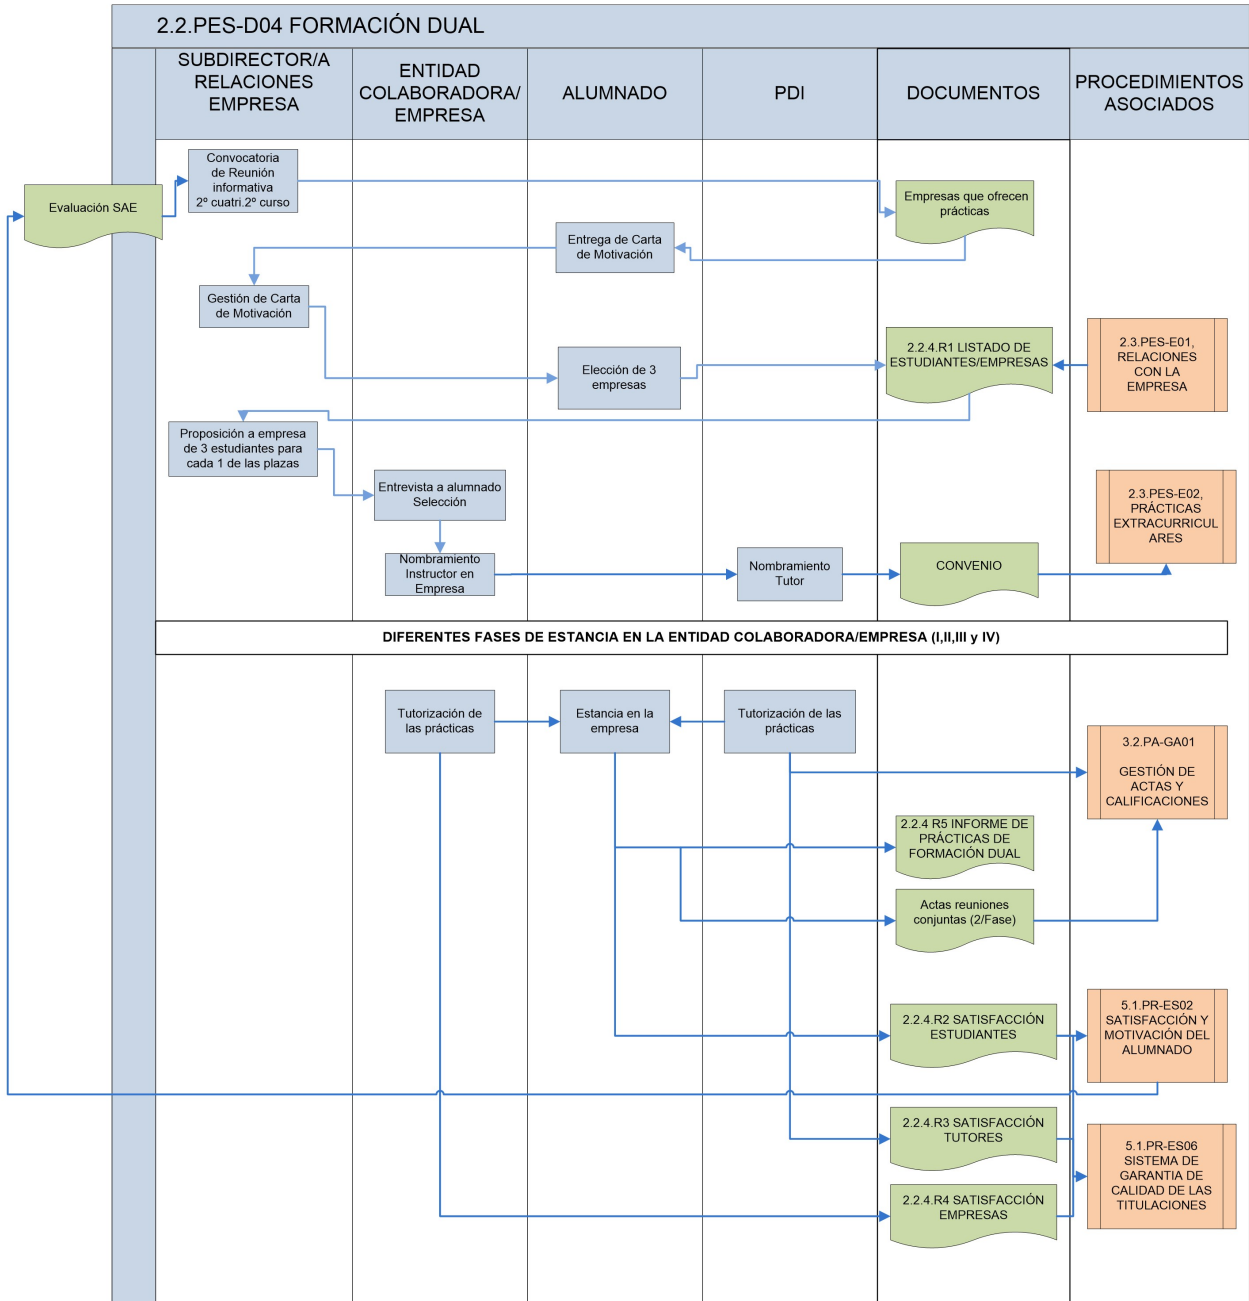 2.2.PES-D04 FORMACIÓN DUAL
SUBDIRECTOR/A
RELACIONES
EMPRESA
ENTIDAD
COLABORADORA/
EMPRESA
ALUMNADO
PDI
DOCUMENTOS
PROCEDIMIENTOS
ASOCIADOS
Evaluación SAE
Convocatoria
de Reunión
informativa
2º cuatri.2º curso
Empresas que ofrecen
prácticas
Entrega de Carta
de Motivación
Gestión de Carta
de Motivación
Elección de 3
empresas
2.2.4.R1 LISTADO DE
ESTUDIANTES/EMPRESAS
2.3.PES-E01,
RELACIONES
CON LA
EMPRESA
Proposición a empresa
de 3 estudiantes para
cada 1 de las plazas
Entrevista a alumnado
Selección
2.3.PES-E02,
PRÁCTICAS
EXTRACURRICUL
ARES
Nombramiento
Instructor en
Empresa
Nombramiento
Tutor
CONVENIO
DIFERENTES FASES DE ESTANCIA EN LA ENTIDAD COLABORADORA/EMPRESA (I,II,III y IV)
Tutorización de
las prácticas
Estancia en la
empresa
Tutorización de las
prácticas
3.2.PA-GA01
GESTIÓN DE
ACTAS Y
CALIFICACIONES
2.2.4 R5 INFORME DE
PRÁCTICAS DE
FORMACIÓN DUAL
Actas reuniones
conjuntas (2/Fase)
2.2.4.R2 SATISFACCIÓN
ESTUDIANTES
5.1.PR-ES02
SATISFACCIÓN Y
MOTIVACIÓN DEL
ALUMNADO
2.2.4.R3 SATISFACCIÓN
TUTORES
5.1.PR-ES06
SISTEMA DE
GARANTIA DE
CALIDAD DE LAS
TITULACIONES
2.2.4.R4 SATISFACCIÓN
EMPRESAS